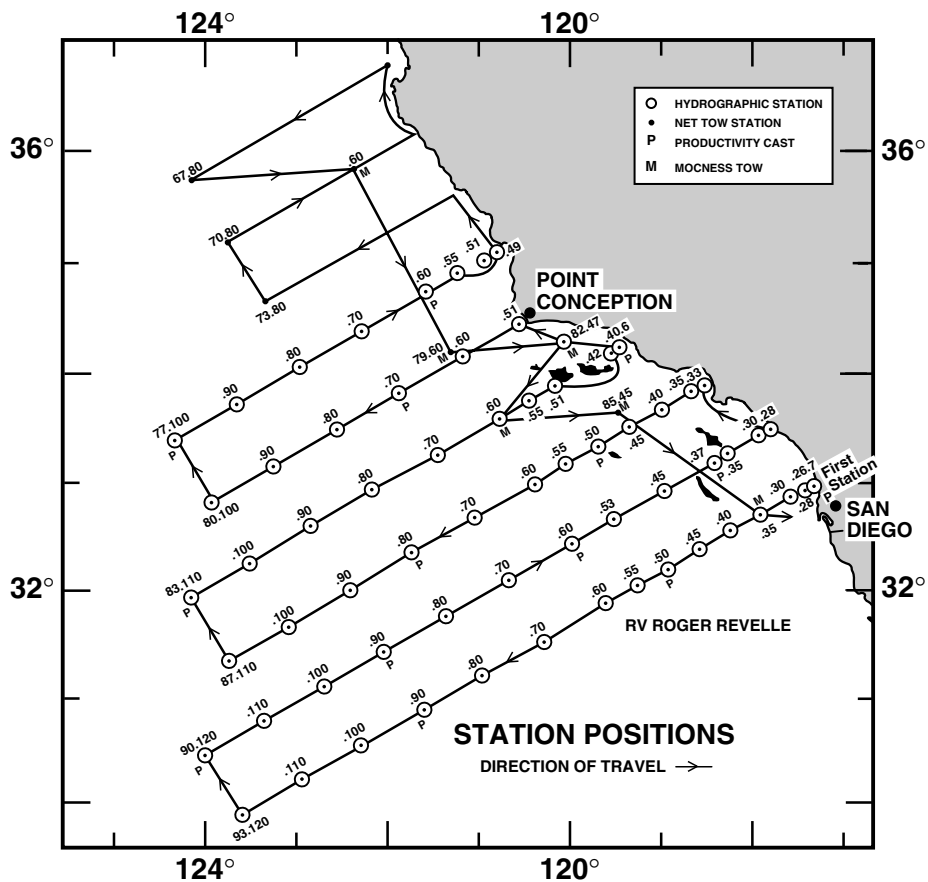 124° 120°
HYDROGRAPHIC STATION
NET TOW STATION
P PRODUCTIVITY CAST
M MOCNESS TOW
36° 36°
67.80
.60
M
70.80
73.80
.60 .55 .51 .49
P
.70
.80
.90
77.100
P
POINT
CONCEPTION
.51
82.47
M
.40.6
P
.42
79.60
M
.60
.70
P
.80
.90
80.100
.60
M
.55 .51
85.45
M
.40 .35 .33
.45
.50
P
.55
.60
.70
.80
P
.90
.100
87.110
.70
.80
.90
.100
83.110
P
.30 .28
.37
P .35
.45
.53
.60
P
.70
.80
.90
P
.100
.110
90.120
P
First
Station
P
.26.7
.28
.30
M
.35
.40
.45
.50
P
.55
.60
.70
.80
.90
P
.100
.110
93.120
SAN
DIEGO
32° 32°
RV ROGER REVELLE
STATION POSITIONS
DIRECTION OF TRAVEL
124° 120°